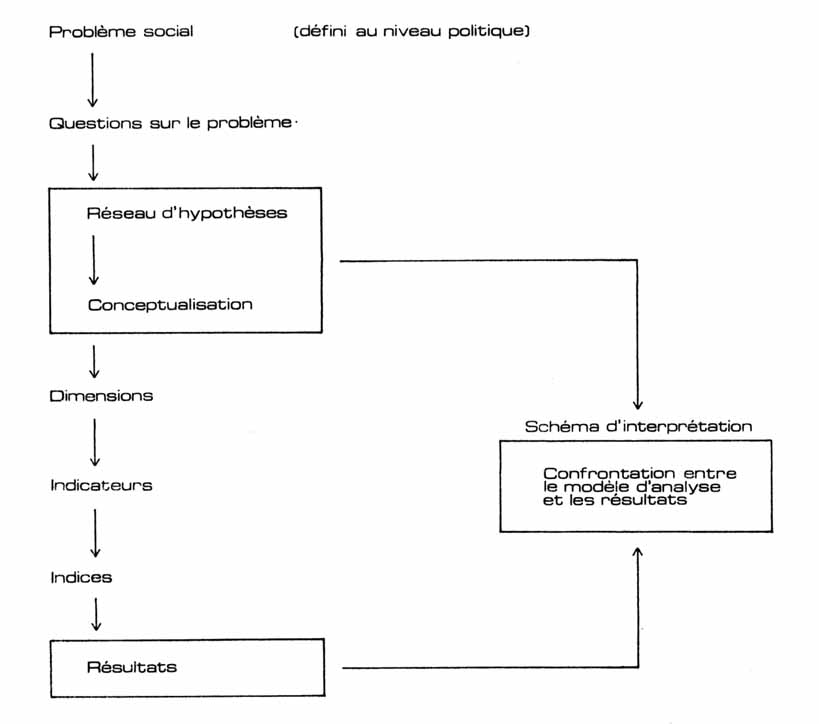 Problème social (défini au niveau politique)
Questions sur le problème
Réseau d'hypothèses
Conceptualisation
Dimensions
Indicateurs
Indices
Résultats
Schéma d'interprétation
Confrontation entre
le modèle d'analyse
et les résultats